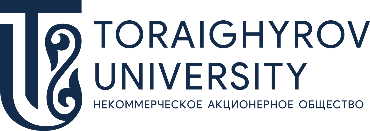 TORAIGHYROV
UNIVERSITY
НЕКОММЕРЧЕСКОЕ АКЦИОНЕРНОЕ ОБЩЕСТВО